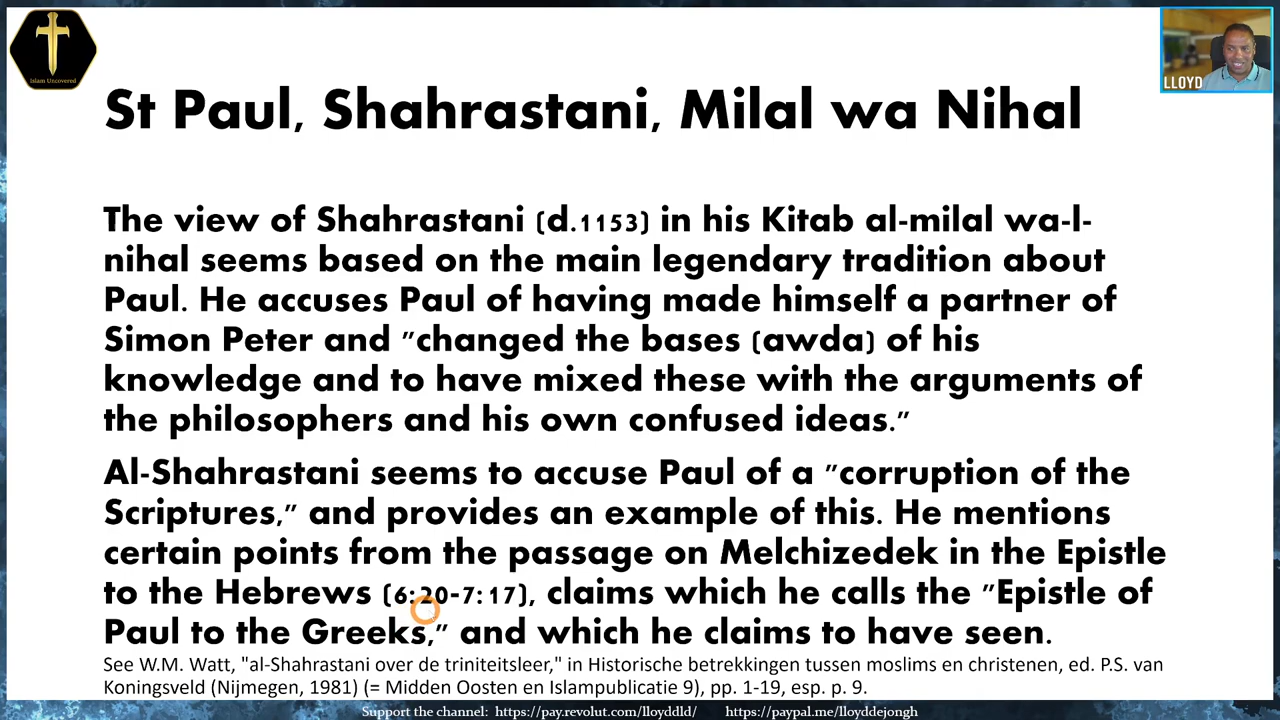 Islam Uncovered
LLOYD
St Paul, Shahrastani, Milal wa Nihal
The view of Shahrastani (d.1153) in his Kitab al-milal wa-l-
nihal seems based on the main legendary tradition about
Paul. He accuses Paul of having made himself a partner of
Simon Peter and "changed the bases (awda) of his
knowledge and to have mixed these with the arguments of
the philosophers and his own confused ideas."
Al-Shahrastani seems to accuse Paul of a "corruption of the
Scriptures," and provides an example of this. He mentions
certain points from the passage on Melchizedek in the Epistle
to the Hebrews (6:20-7:17), claims which he calls the "Epistle of
Paul to the Greeks," and which he claims to have seen.
See W.M. Watt, "al-Shahrastani over de triniteitsleer," in Historische betrekkingen tussen moslims en christenen, ed. P.S. van
Koningsveld (Nijmegen, 1981) (= Midden Oosten en Islampublicatie 9), pp. 1-19, esp. p. 9.
Support the channel: https://pay.revolut.com/lloyddld/ https://paypal.me/lloyddejongh